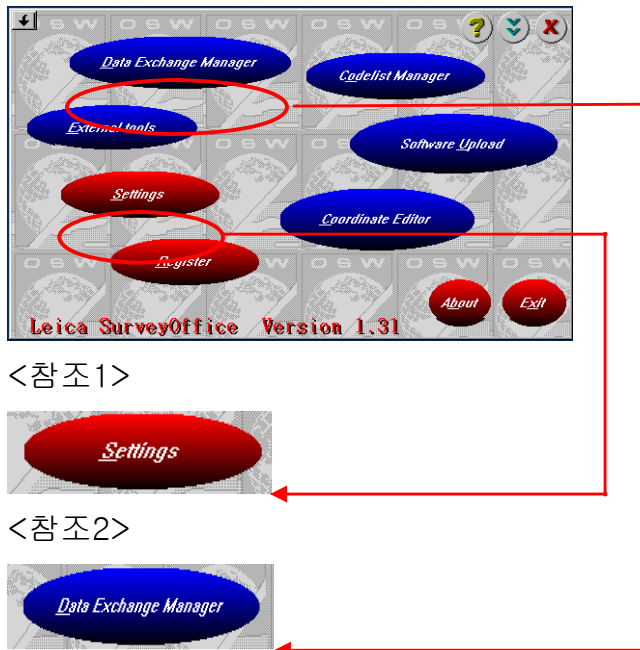 Data Exchange Manager
Codelist Manager
External tools
Software Upload
Settings
Coordinate Editor
Register
About
Exit
Leica SurveyOffice Version 1.31
<참조1>
Settings
<참조2>
Data Exchange Manager